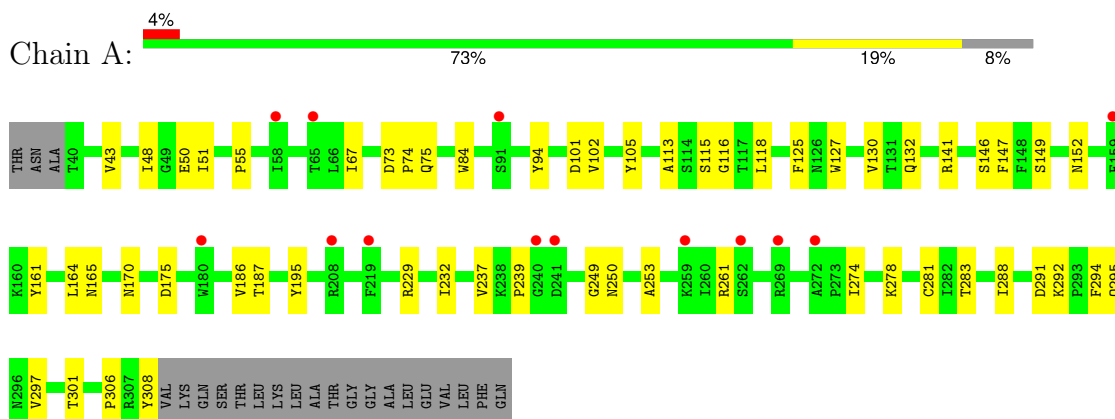 4%
Chain A:
73% 19% 8%
THR ASN ALA T40 V43 I48 G49 E50 I51 P55 I58 T65 L66 I67 D73 P74 Q75 W84 S91 Y94 D101 V102 Y105 A113 S114 S115 G116 T117 L118 F125 N126 W127 V130 T131 Q132 R141 S146 F147 F148 S149 N152 E159
K160 Y161 L164 N165 N170 D175 W180 V186 T187 Y195 R208 F219 R229 I232 V237 K238 P239 G240 D241 G249 N250 A253 K259 I260 R261 S262 R269 A272 P273 I274 K278 C281 I282 T283 I288 D291 K292 P293 F294 Q295
N296 V297 T301 P306 R307 Y308 VAL LYS GLN SER THR LEU LYS LEU ALA THR GLY GLY ALA LEU GLU VAL LEU PHE GLN